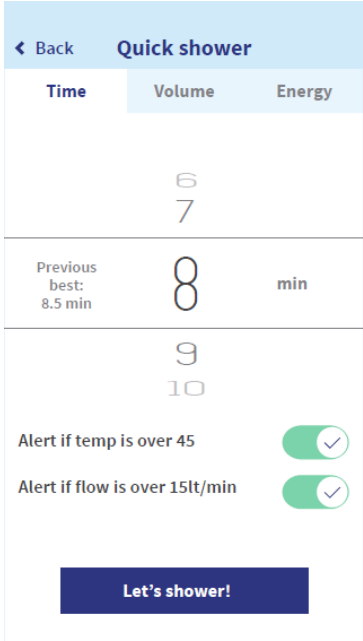 Back Quick shower
Time Volume Energy
6
7
Previous
best:
8.5 min
8
min
9
10
Alert if temp is over 45
Alert if flow is over 15lt/min
Let's shower!